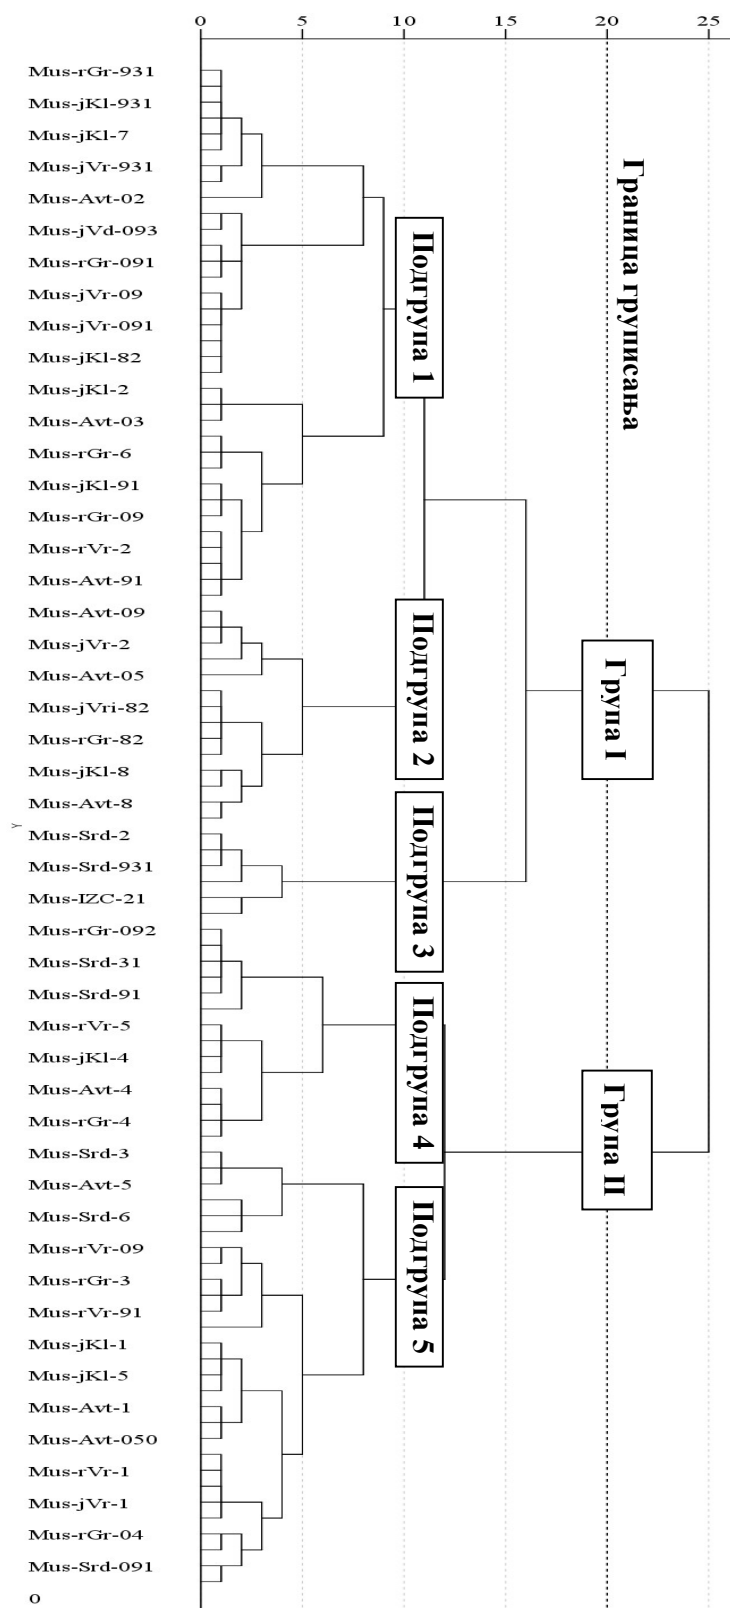 0 5 10 15 20 25
Mus-rGr-931
Mus-jKl-931
Mus-jKl-7
Mus-jVr-931
Mus-Avt-02
Mus-jVd-093
Mus-rGr-091
Mus-jVr-09
Mus-jVr-091
Mus-jKl-82
Mus-jKl-2
Mus-Avt-03
Mus-rGr-6
Mus-jKl-91
Mus-rGr-09
Mus-rVr-2
Mus-Avt-91
Mus-Avt-09
Mus-jVr-2
Mus-Avt-05
Mus-jVri-82
Mus-rGr-82
Mus-jKl-8
Mus-Avt-8
Mus-Srd-2
Mus-Srd-931
Mus-IZC-21
Mus-rGr-092
Mus-Srd-31
Mus-Srd-91
Mus-rVr-5
Mus-jKl-4
Mus-Avt-4
Mus-rGr-4
Mus-Srd-3
Mus-Avt-5
Mus-Srd-6
Mus-rVr-09
Mus-rGr-3
Mus-rVr-91
Mus-jKl-1
Mus-jKl-5
Mus-Avt-1
Mus-Avt-050
Mus-rVr-1
Mus-jVr-1
Mus-rGr-04
Mus-Srd-091
0
Y
Подгрупа 1
Подгрупа 2
Подгрупа 3
Подгрупа 4
Подгрупа 5
Граница груписања
Група I
Група II